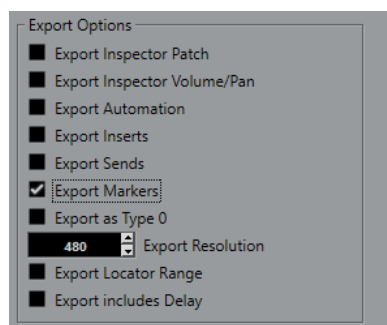 Export Options
Export Inspector Patch
Export Inspector Volume/Pan
Export Automation
Export Inserts
Export Sends
Export Markers
Export as Type 0
480 Export Resolution
Export Locator Range
Export includes Delay